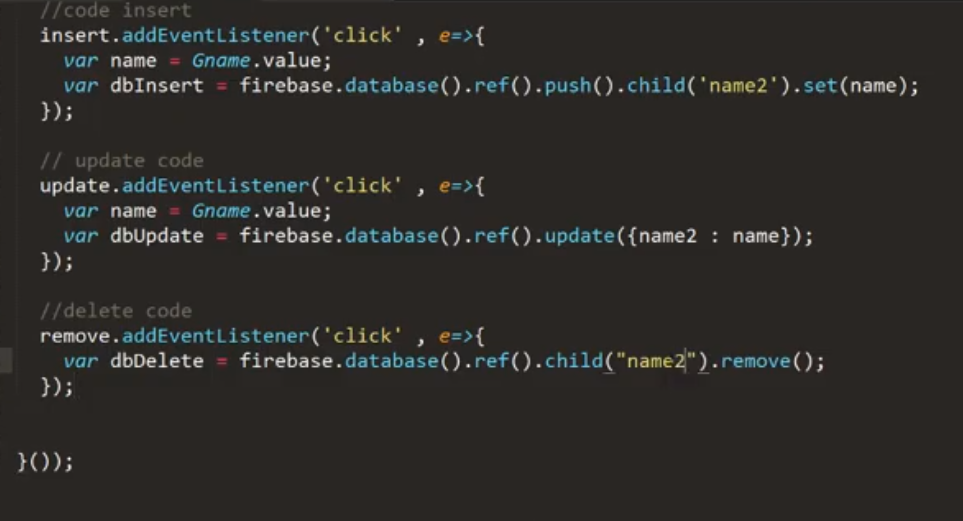 //code insert
insert.addEventListener('click' , e=>{
var name = Gname.value;
var dbInsert = firebase.database().ref().push().child('name2').set(name);
});
// update code
update.addEventListener('click' , e=>{
var name = Gname.value;
var dbUpdate = firebase.database().ref().update({name2 : name});
});
//delete code
remove.addEventListener('click' , e=>{
var dbDelete = firebase.database().ref().child("name2").remove();
});
}());